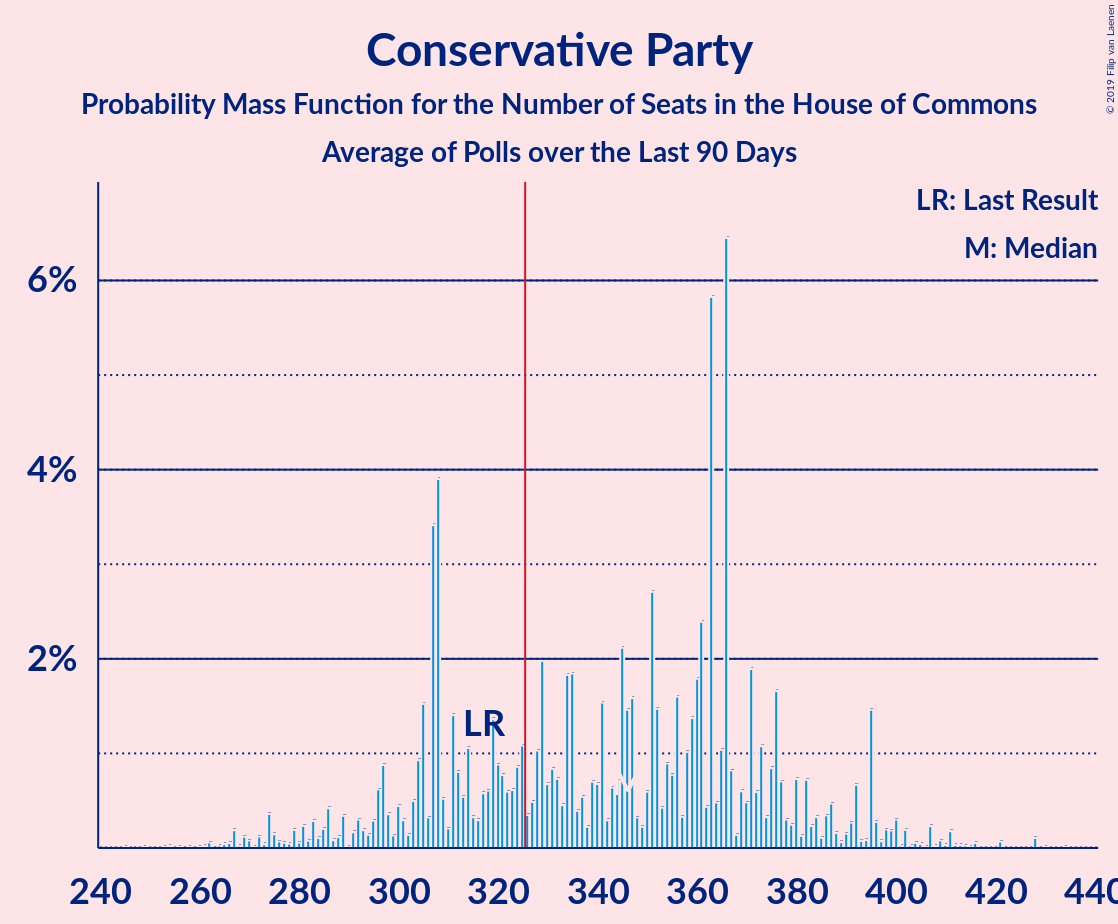 Conservative Party
Probability Mass Function for the Number of Seats in the House of Commons
Average of Polls over the Last 90 Days
© 2019 Filip van Laenen
LR: Last Result
M: Median
6%
4%
2%
LR
240 260 280 300 320 340 360 380 400 420 440